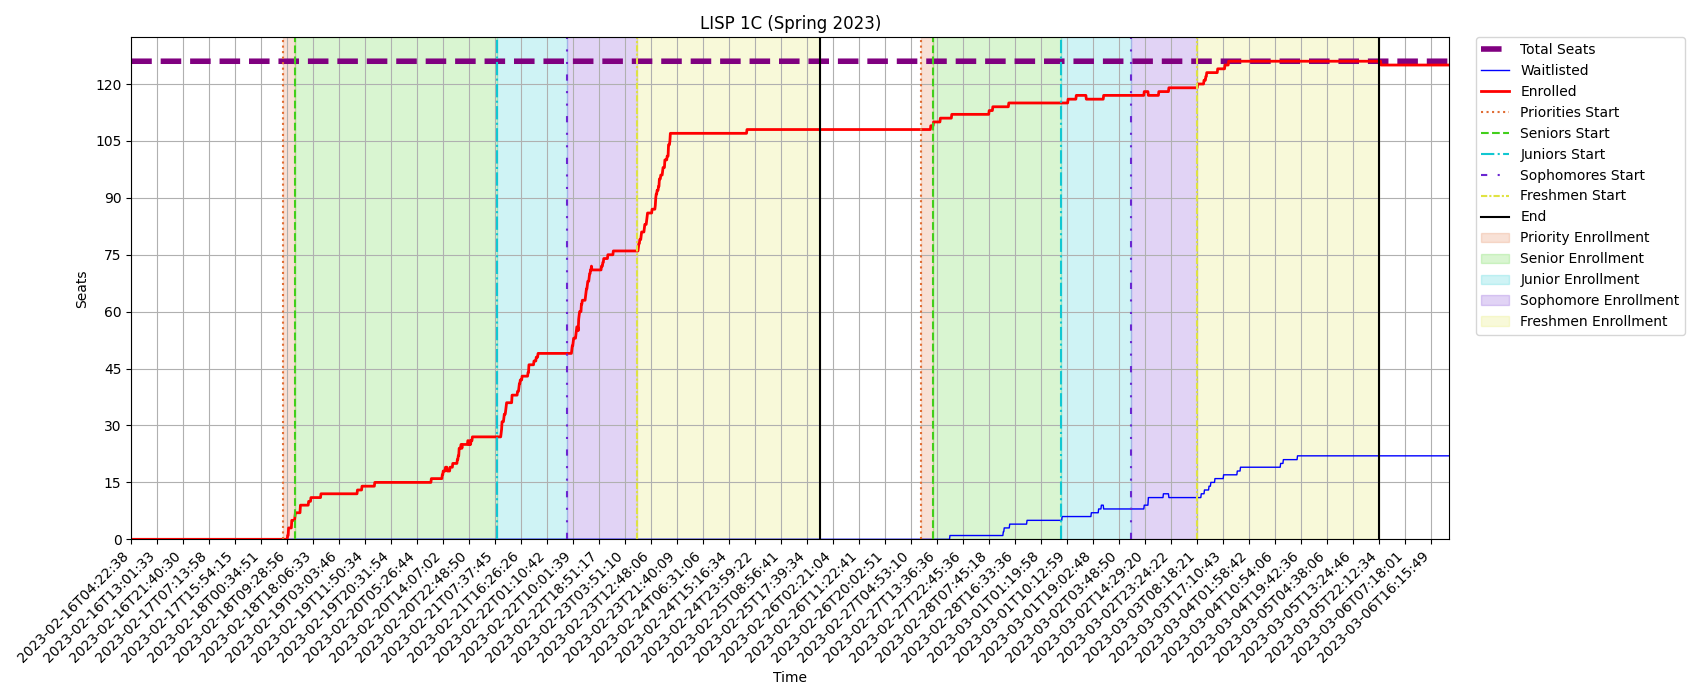 LISP 1C (Spring 2023)
Seats
120
105
90
75
60
45
30
15
0
2023-02-16T04:22:38
2023-02-16T13:01:33
2023-02-16T21:40:30
2023-02-17T07:13:58
2023-02-17T15:54:15
2023-02-18T00:34:51
2023-02-18T09:28:56
2023-02-18T18:06:33
2023-02-19T03:03:46
2023-02-19T11:50:34
2023-02-19T20:31:54
2023-02-20T05:26:44
2023-02-20T14:07:02
2023-02-20T22:48:50
2023-02-21T07:37:45
2023-02-21T16:26:26
2023-02-22T01:10:42
2023-02-22T10:01:39
2023-02-22T18:51:17
2023-02-23T03:51:10
2023-02-23T12:48:06
2023-02-23T21:40:09
2023-02-24T06:31:06
2023-02-24T15:16:34
2023-02-24T23:59:22
2023-02-25T08:56:41
2023-02-25T17:39:34
2023-02-26T02:21:04
2023-02-26T11:22:41
2023-02-26T20:02:51
2023-02-27T04:53:10
2023-02-27T13:36:36
2023-02-27T22:45:36
2023-02-28T07:45:18
2023-02-28T16:33:36
2023-03-01T01:19:58
2023-03-01T10:12:59
2023-03-01T19:02:48
2023-03-02T03:48:50
2023-03-02T14:29:20
2023-03-02T23:24:22
2023-03-03T08:18:21
2023-03-03T17:10:43
2023-03-04T01:58:42
2023-03-04T10:54:06
2023-03-04T19:42:36
2023-03-05T04:38:06
2023-03-05T13:24:46
2023-03-05T22:12:34
2023-03-06T07:18:01
2023-03-06T16:15:49
Time
Total Seats
Waitlisted
Enrolled
Priorities Start
Seniors Start
Juniors Start
Sophomores Start
Freshmen Start
End
Priority Enrollment
Senior Enrollment
Junior Enrollment
Sophomore Enrollment
Freshmen Enrollment